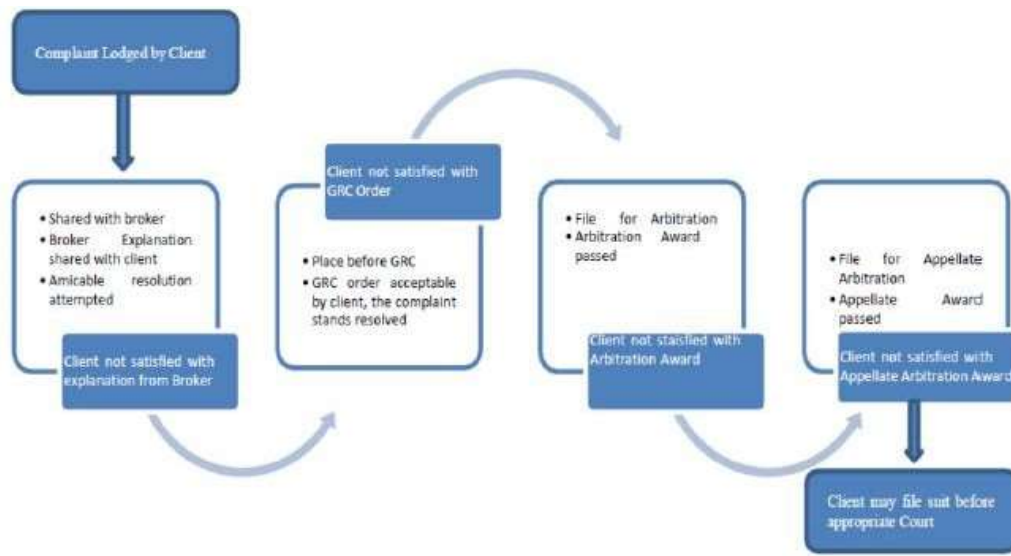 Complaint Lodged by Client
• Shared with broker
• Broker Explanation
shared with client
• Amicable resolution
attempted
Client not satisfied with
explanation from Broker
Client not satisfied with
GRC Order
• Place before GRC
• GRC order acceptable
by client, the complaint
stands resolved
• File for Arbitration
• Arbitration Award
passed
Client not staisfied with
Arbitration Award
• File for Appellate
Arbitration
• Appellate Award
passed
Client not satisfied with
Appellate Arbitration Award
Client may file suit before
appropriate Court